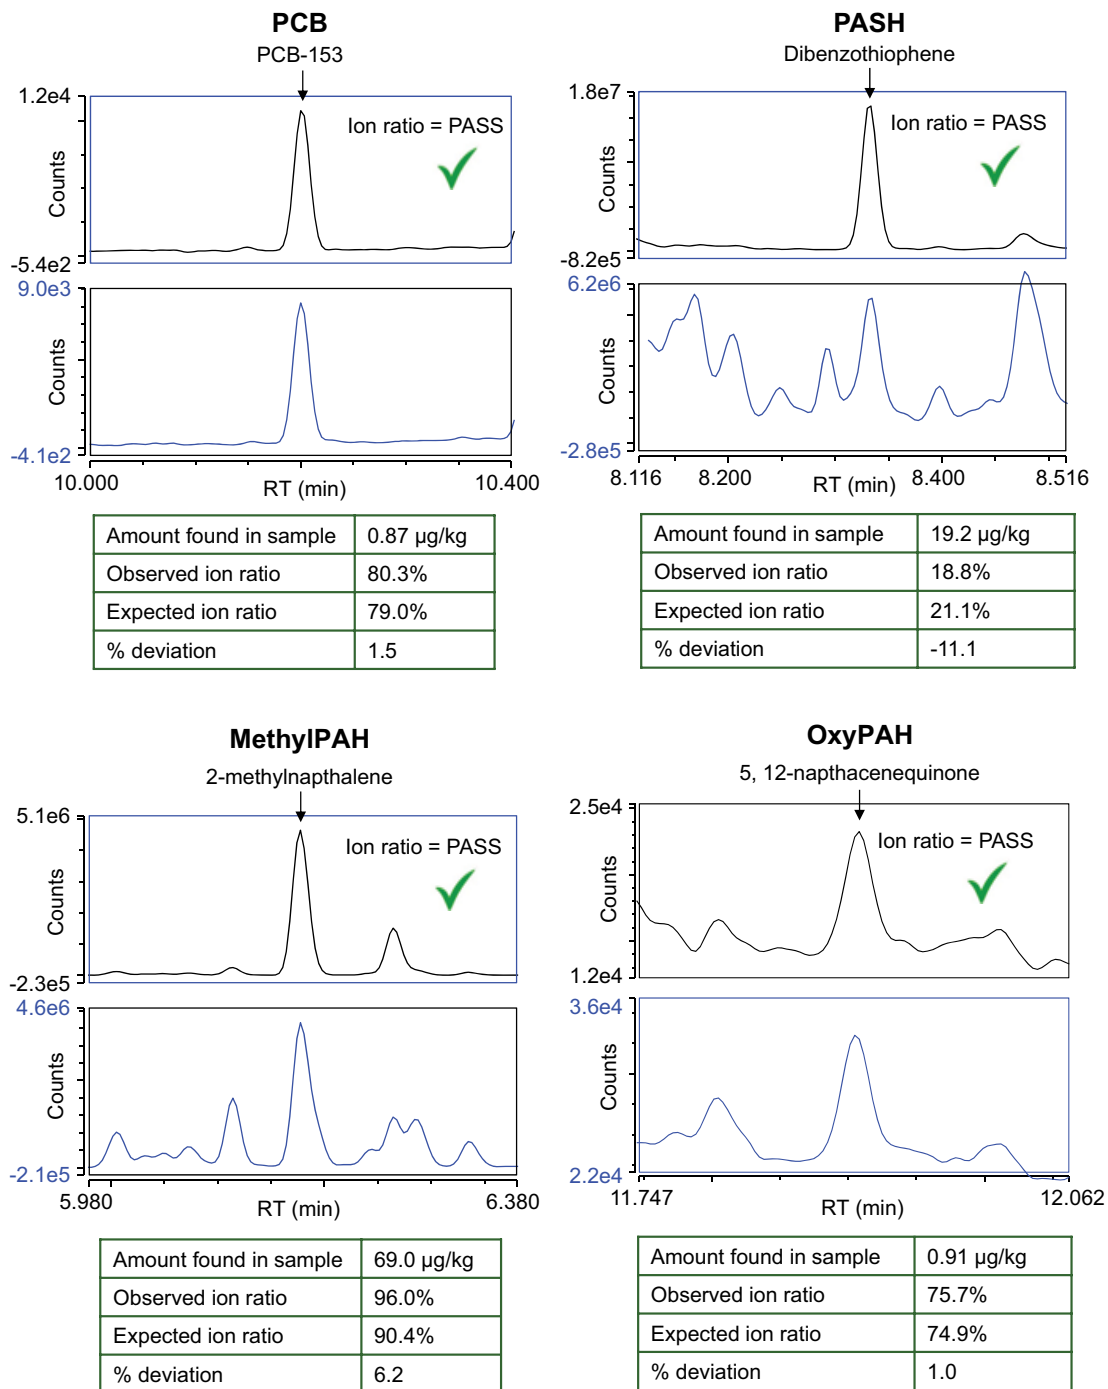 PCB
PCB-153
1.2e4
Ion ratio = PASS
Counts
-5.4e2
9.0e3
Counts
-4.1e2
10.000
RT (min)
10.400
Amount found in sample 0.87 µg/kg
Observed ion ratio 80.3%
Expected ion ratio 79.0%
% deviation 1.5
PASH
Dibenzothiophene
1.8e7
Ion ratio = PASS
Counts
-8.2e5
6.2e6
Counts
-2.8e5
8.116
8.200
RT (min)
8.400
8.516
Amount found in sample 19.2 µg/kg
Observed ion ratio 18.8%
Expected ion ratio 21.1%
% deviation -11.1
MethylPAH
2-methylnapthalene
5.1e6
Ion ratio = PASS
Counts
-2.3e5
4.6e6
Counts
-2.1e5
5.980
RT (min)
6.380
Amount found in sample 69.0 µg/kg
Observed ion ratio 96.0%
Expected ion ratio 90.4%
% deviation 6.2
OxyPAH
5, 12-napthacenequinone
2.5e4
Ion ratio = PASS
Counts
1.2e4
3.6e4
Counts
2.2e4
11.747
RT (min)
12.062
Amount found in sample 0.91 µg/kg
Observed ion ratio 75.7%
Expected ion ratio 74.9%
% deviation 1.0